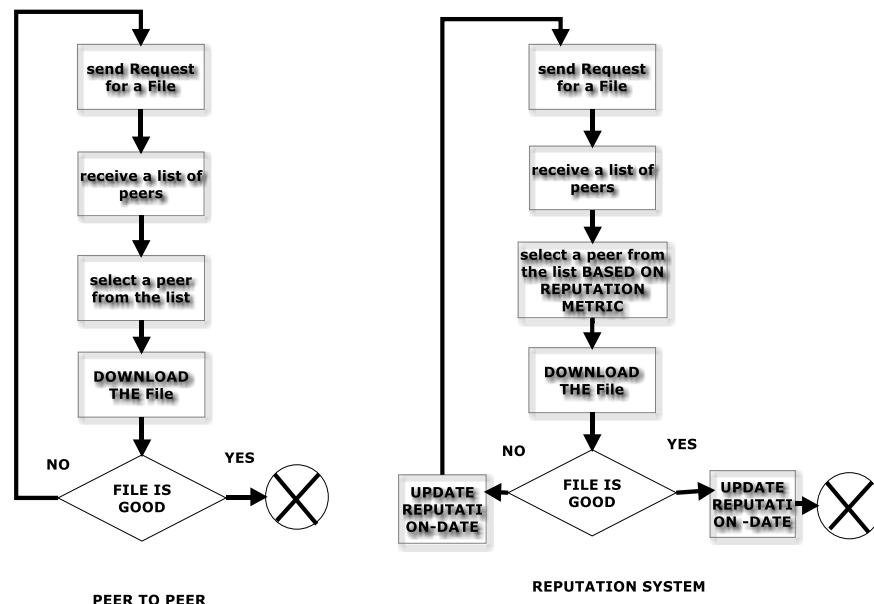 send Request
for a File
receive a list of
peers
select a peer
from the list
DOWNLOAD
THE File
NO
YES
FILE IS
GOOD
PEER TO PEER
send Request
for a File
receive a list of
peers
select a peer from
the list BASED ON
REPUTATION
METRIC
DOWNLOAD
THE File
NO
YES
UPDATE
REPUTATI
ON-DATE
FILE IS
GOOD
UPDATE
REPUTATI
ON -DATE
REPUTATION SYSTEM